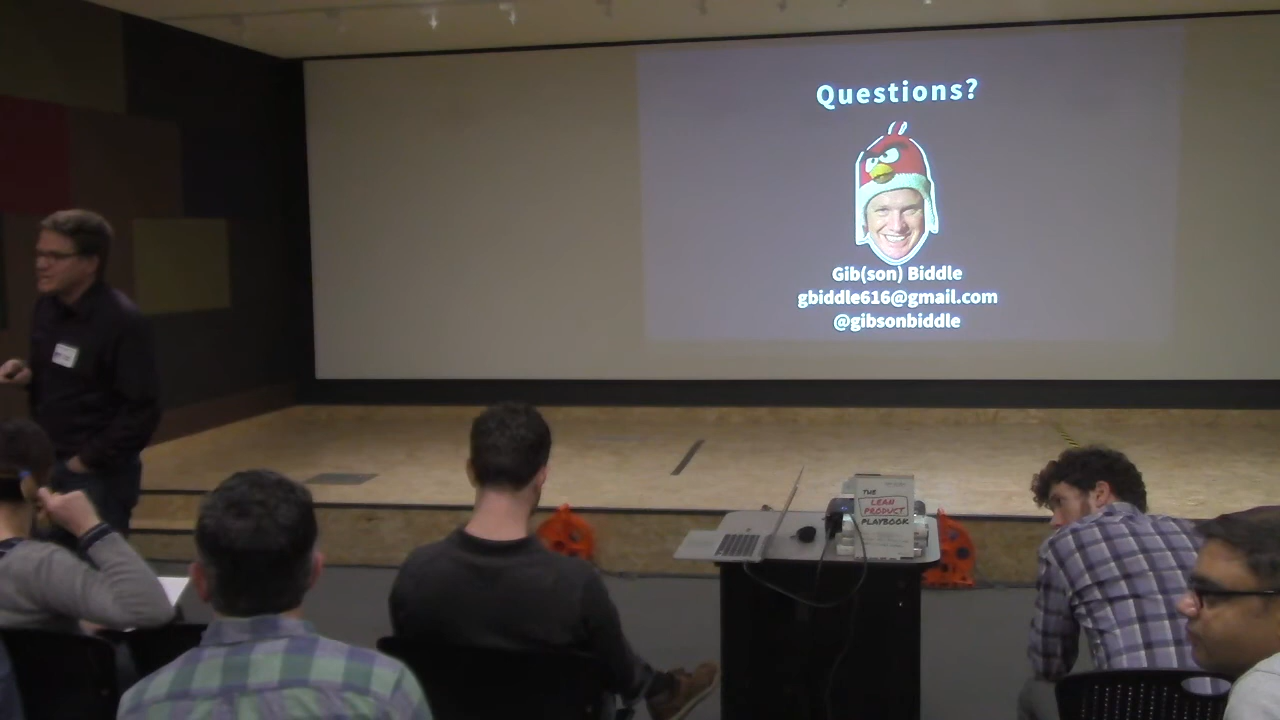 Questions?
Gib(son) Biddle
gbiddle616@gmail.com
@gibsonbiddle
THE
LEAN
PRODUCT
PLAYBOOK